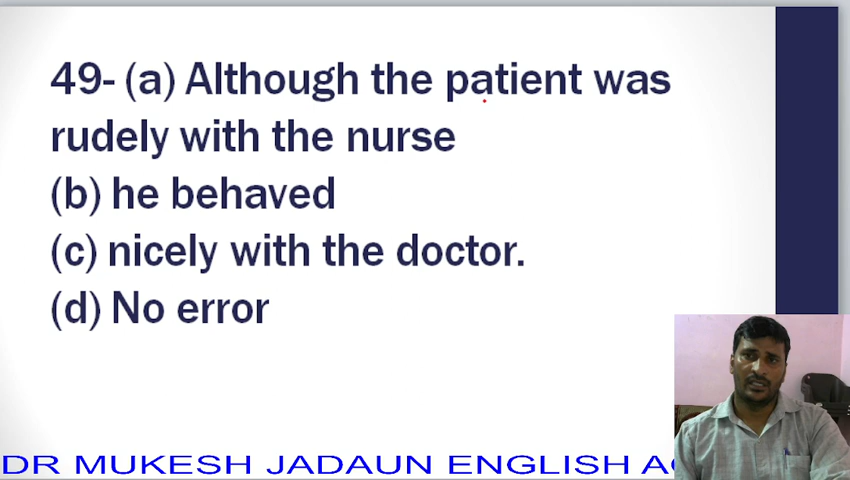 49- (a) Although the patient was
rudely with the nurse
(b) he behaved
(c) nicely with the doctor.
(d) No error
DR MUKESH JADAUN ENGLISH